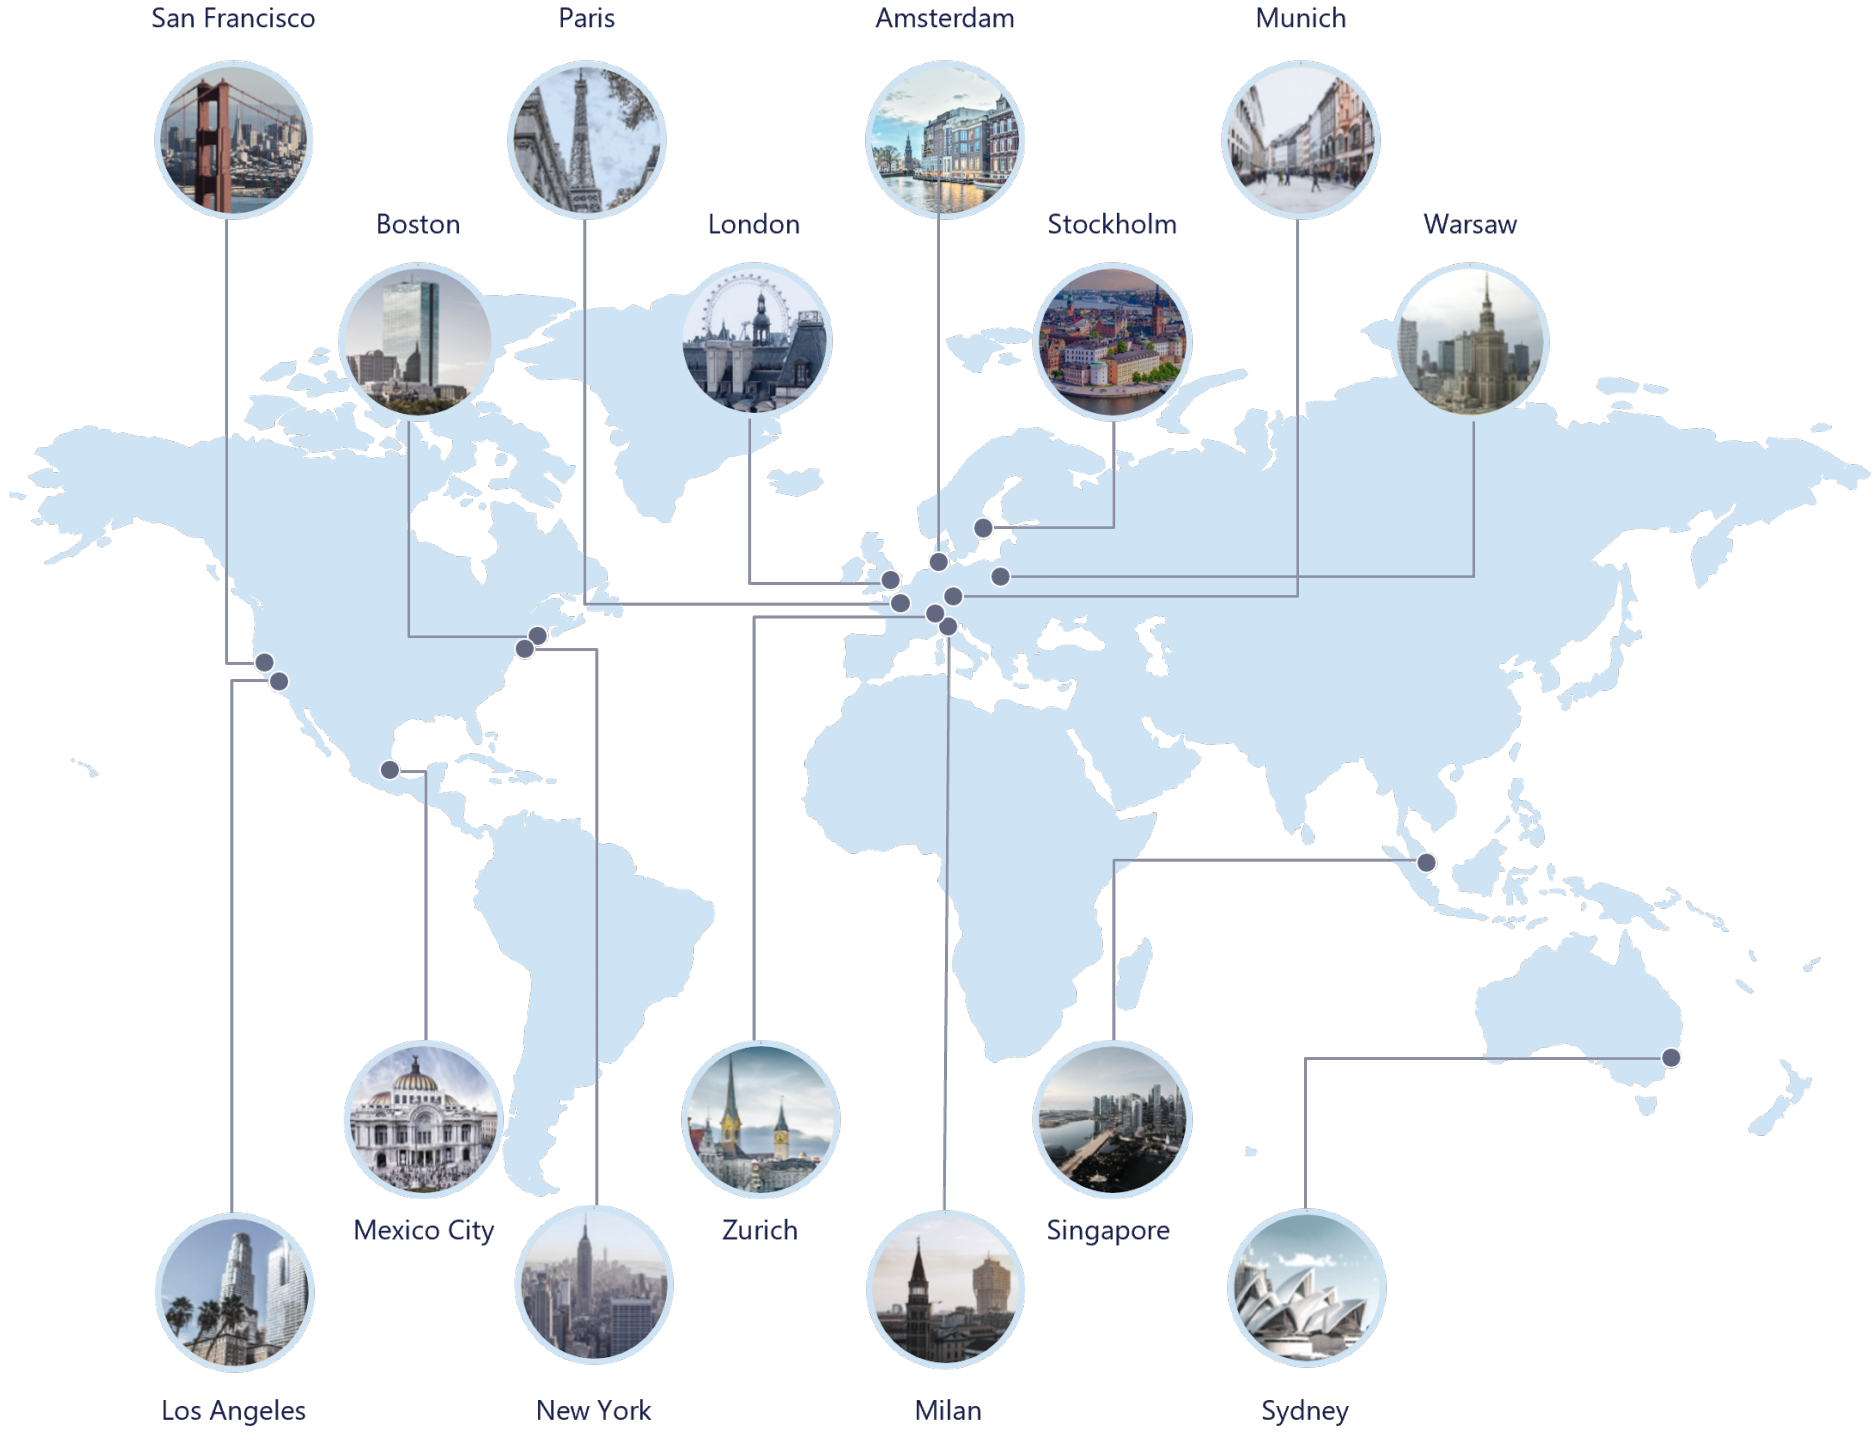 San Francisco
Paris
Amsterdam
Munich
Boston
London
Stockholm
Warsaw
Mexico City
Zurich
Singapore
Los Angeles
New York
Milan
Sydney